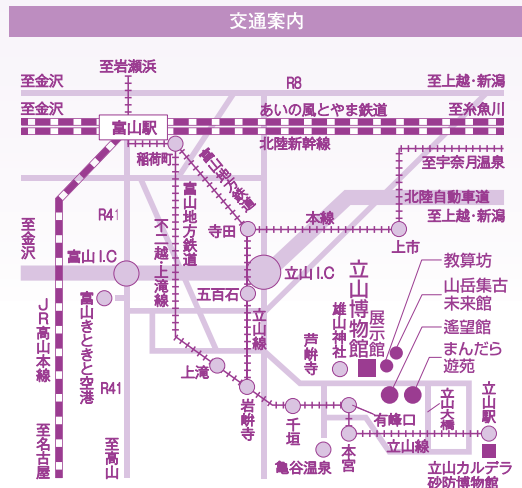 交通案内
至岩瀬浜
至金沢
R8
至上越・新潟
至金沢
あいの風とやま鉄道
至糸魚川
富山駅
北陸新幹線
稲荷町
富山地方鉄道
至宇奈月温泉
富山地方鉄道
不二越・上滝線
北陸自動車道
至上越・新潟
R41
至金沢
寺田
本線
上市
富山I.C
立山I.C
教算坊
山岳集古
未来館
遙望館
まんだら
遊苑
立山博物館
展示館
雄山神社
芦峅寺
富山きときと空港
五百石
立山線
JR高山本線
上滝
R41
岩峅寺
千垣
有峰口
立山大橋
立山駅
本宮
立山線
亀谷温泉
至名古屋
至高山
立山カルデラ
砂防博物館